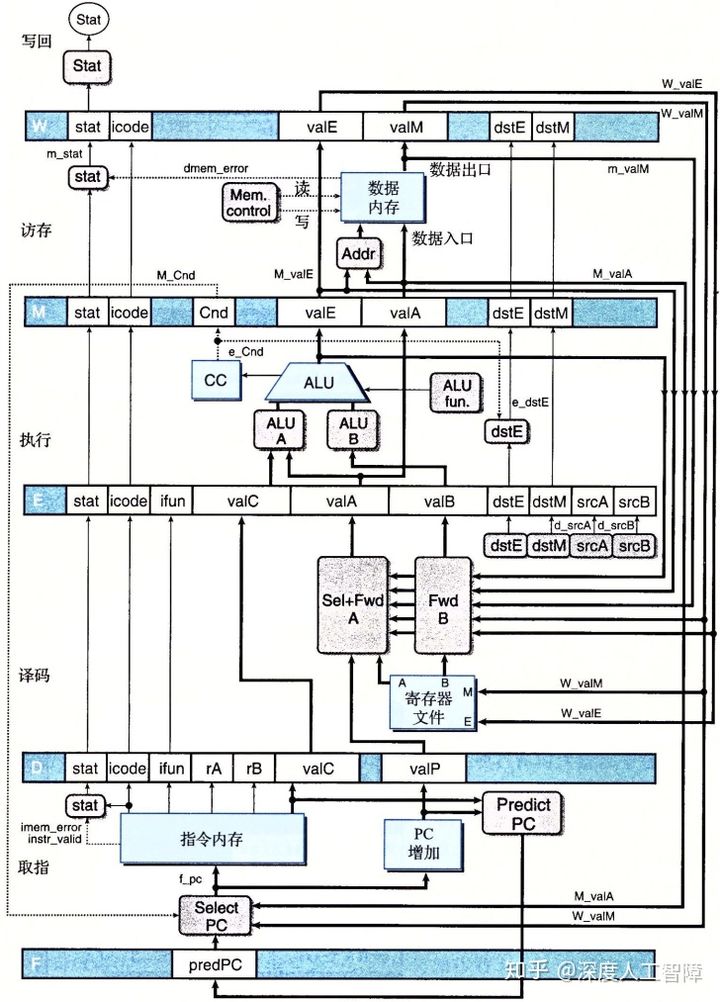 Stat
写回
Stat
W_valE
W_valM
W stat icode valE valM dstE dstM
m_stat
stat
dmem_error
数据出口
m_valM
读
Mem.
control
写
数据
内存
访存
数据入口
Addr
M_Cnd
M_valE
M_valA
M stat icode Cnd valE valA dstE dstM
e_Cnd
CC
ALU
ALU
fun.
e_dstE
ALU
A
ALU
B
dstE
执行
E stat icode ifun valC valA valB dstE dstM srcA srcB
d_srcA d_srcB
dstE dstM srcA srcB
Sel+Fwd
A
Fwd
B
译码
A B
M
寄存器
文件
E
W_valM
W_valE
D stat icode ifun rA rB valC valP
stat
imem_error
instr_valid
指令内存
PC
增加
Predict
PC
取指
f_pc
Select
PC
M_valA
W_valM
F predPC
知乎 @深度人工智障